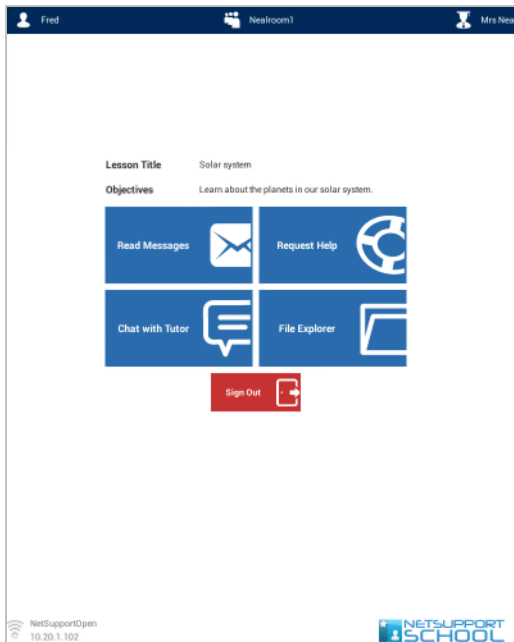 Fred Nealroom1 Mrs Nea
Lesson Title Solar system
Objectives Learn about the planets in our solar system.
Read Messages Request Help
Chat with Tutor File Explorer
Sign Out
NetSupportOpen
10.20.1.102
NETSUPPORT
SCHOOL